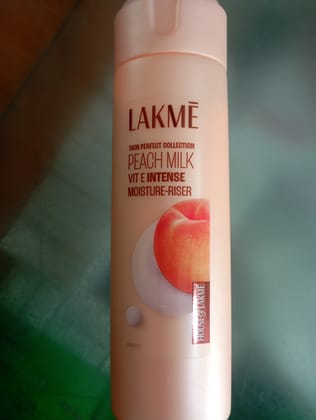 LAKMĒ
SKIN PERFECT COLLECTION
PEACH MILK
VIT E INTENSE
MOISTURE-RISER
HOUSE OF LAKMĒ